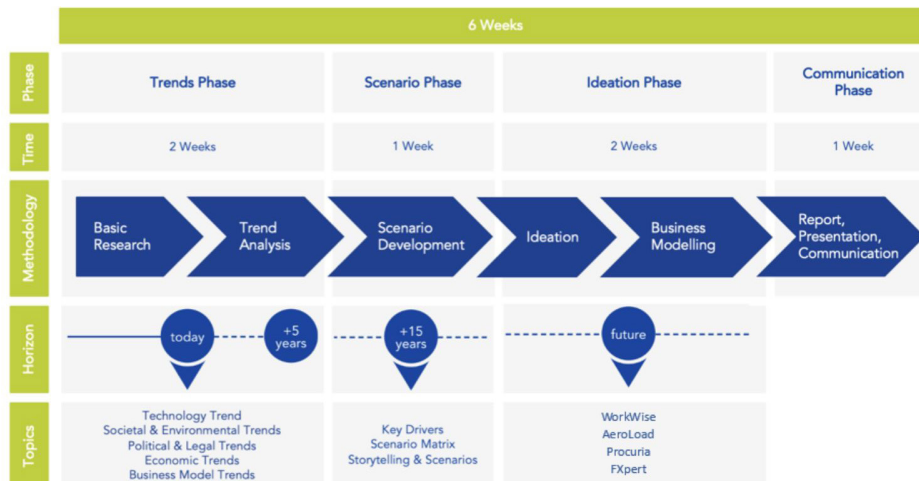 6 Weeks
Phase
Trends Phase
Scenario Phase
Ideation Phase
Communication
Phase
Time
2 Weeks
1 Week
2 Weeks
1 Week
Methodology
Basic
Research
Trend
Analysis
Scenario
Development
Ideation
Business
Modelling
Report,
Presentation,
Communication
Horizon
today
+5
years
+15
years
future
Topics
Technology Trend
Societal & Environmental Trends
Political & Legal Trends
Economic Trends
Business Model Trends
Key Drivers
Scenario Matrix
Storytelling & Scenarios
WorkWise
AeroLoad
Procuria
FXpert